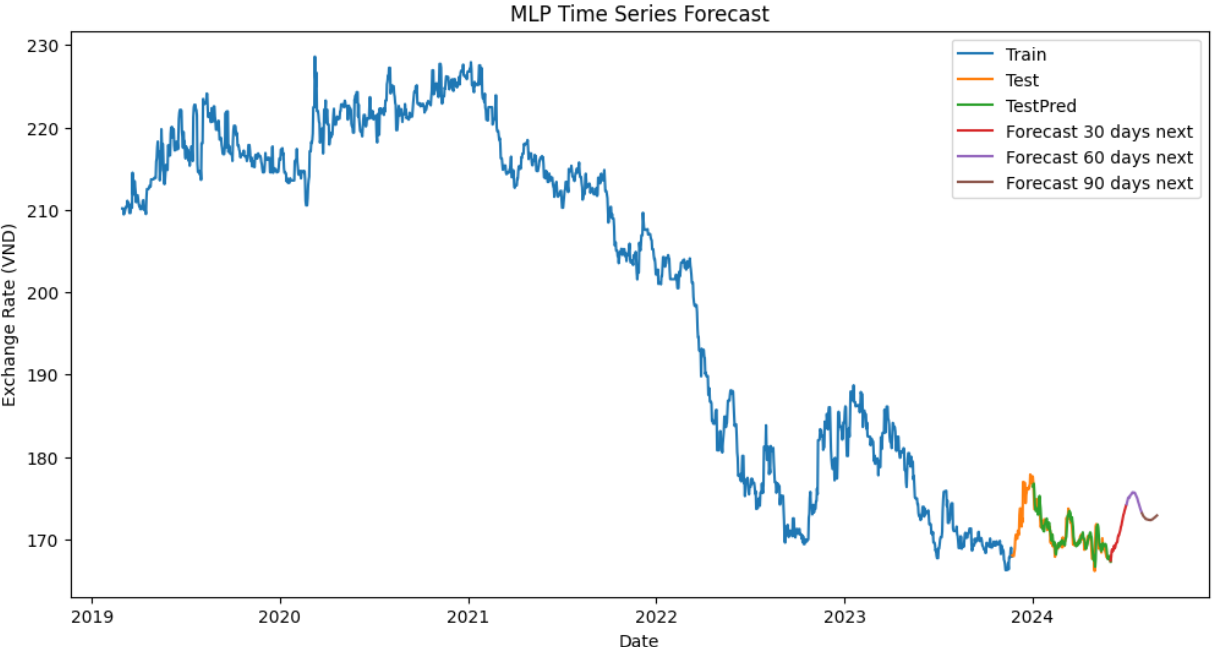 MLP Time Series Forecast
Exchange Rate (VND)
230
220
210
200
190
180
170
Train
Test
TestPred
Forecast 30 days next
Forecast 60 days next
Forecast 90 days next
2019 2020 2021 2022 2023 2024
Date